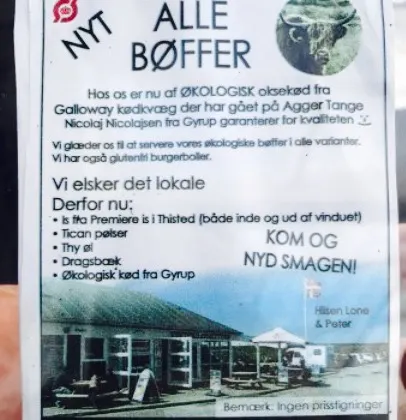 NYT
ALLE
BØFFER
Hos os er nu af ØKOLOGISK oksekød fra
Galloway kødkvæg der har gået på Agger Tange
Nicolaj Nicolajsen fra Gyrup garanterer for kvaliteten
Vi glæder os til at servere vores økologiske bøffer i alle varianter.
Vi har også glutenfri burgerboller.
Vi elsker det lokale
Derfor nu:
• Is fra Premiere is i Thisted (både inde og ud af vinduet)
• Tican pølser
• Thy øl
• Dragsbæk
• Økologisk kød fra Gyrup
KOM OG
NYD SMAGEN!
Hilsen Lone
& Peter
Bemærk: Ingen prisstigninger